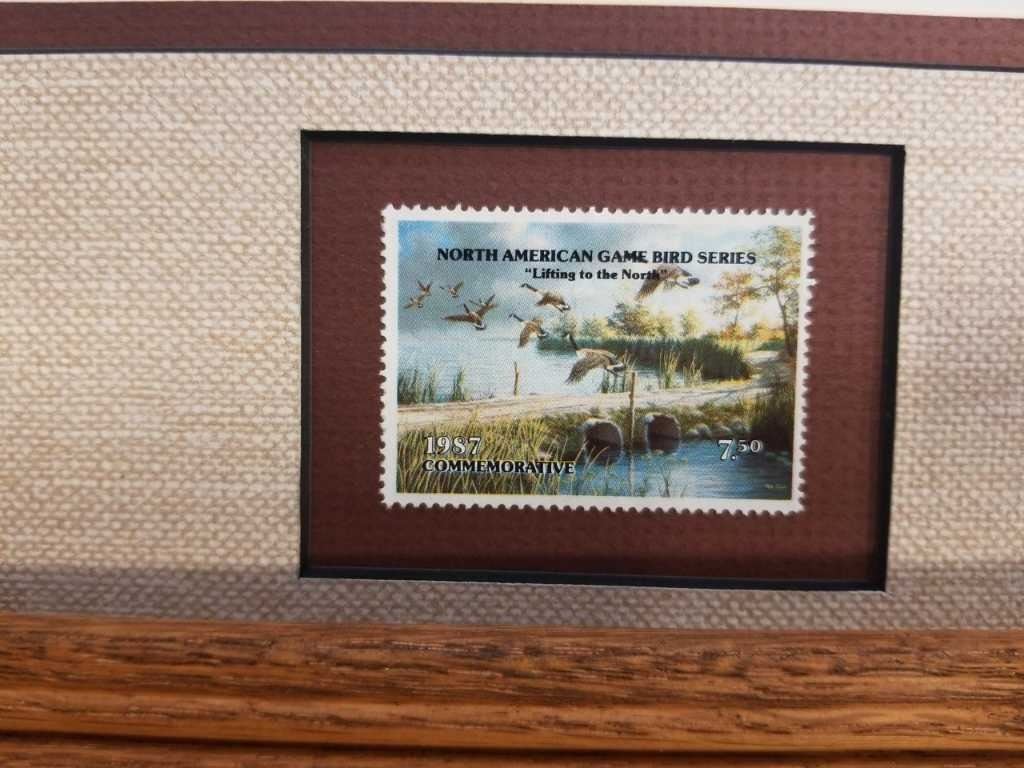 NORTH AMERICAN GAME BIRD SERIES
"Lifting to the North"
1987
COMMEMORATIVE
7.50